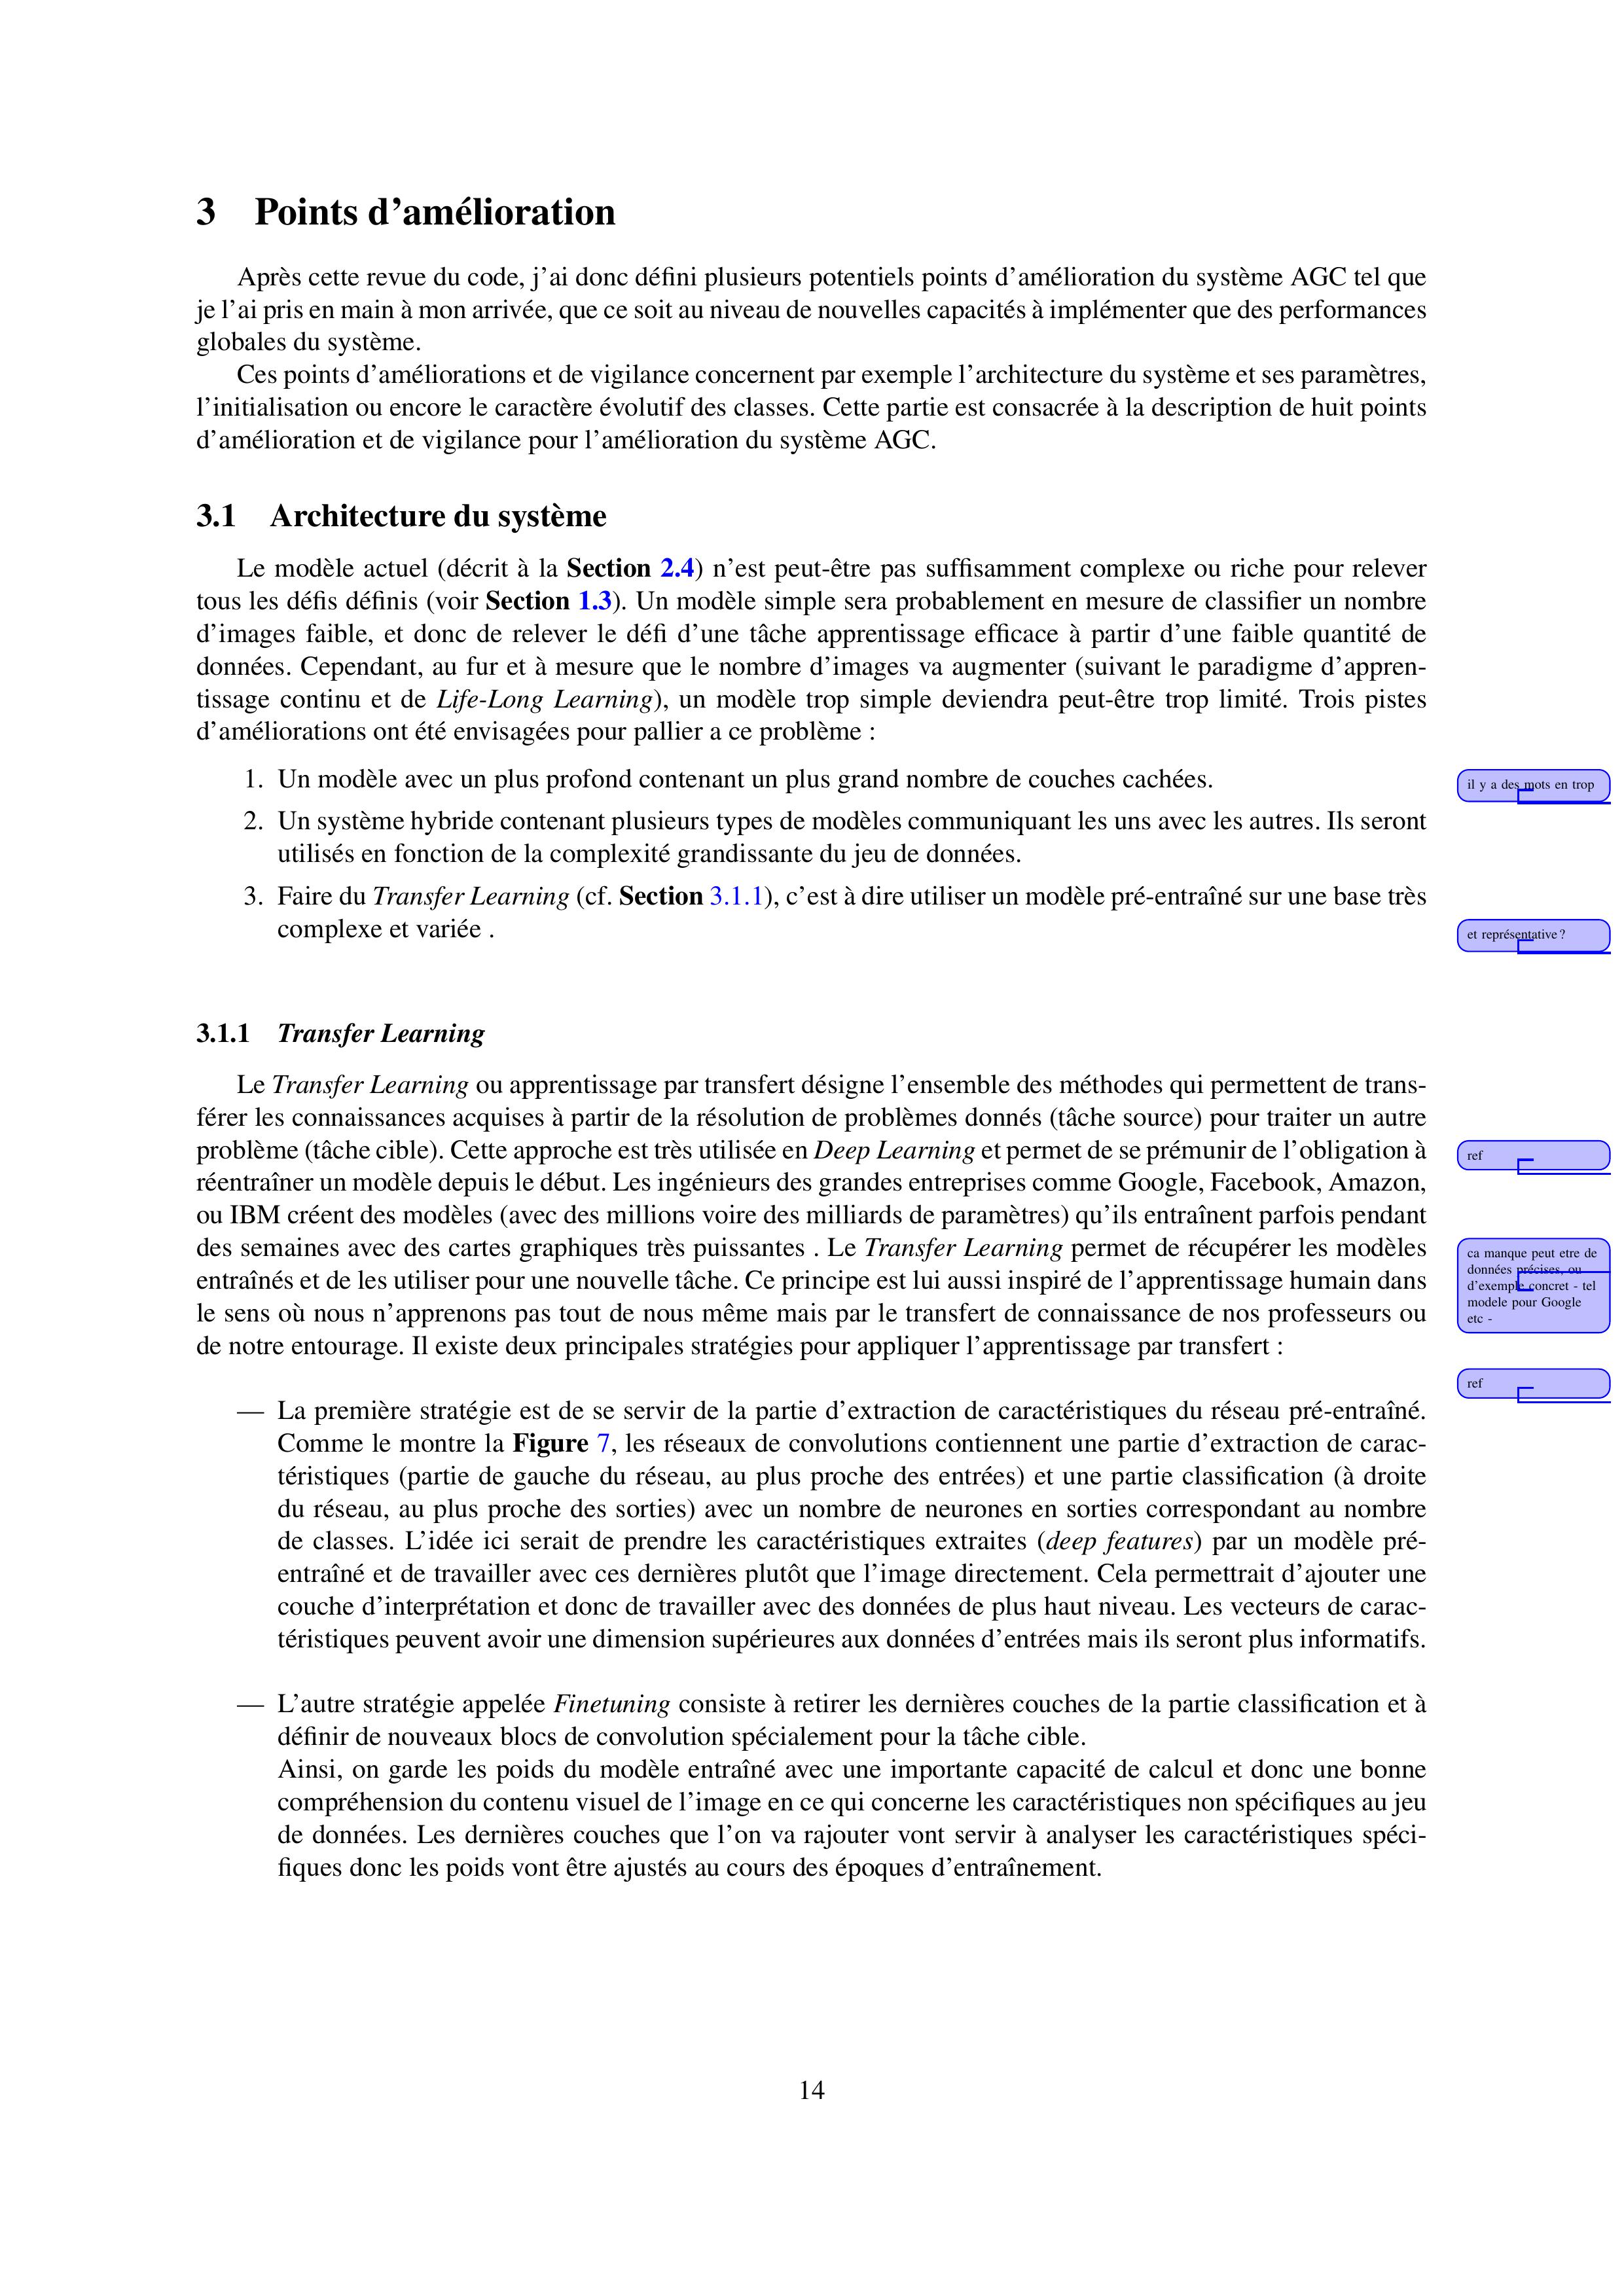 3 Points d'amélioration
Après cette revue du code, j'ai donc défini plusieurs potentiels points d'amélioration du système AGC tel que
je l'ai pris en main à mon arrivée, que ce soit au niveau de nouvelles capacités à implémenter que des performances
globales du système.
Ces points d'améliorations et de vigilance concernent par exemple l'architecture du système et ses paramètres,
l'initialisation ou encore le caractère évolutif des classes. Cette partie est consacrée à la description de huit points
d'amélioration et de vigilance pour l'amélioration du système AGC.
3.1 Architecture du système
Le modèle actuel (décrit à la Section 2.4) n'est peut-être pas suffisamment complexe ou riche pour relever
tous les défis définis (voir Section 1.3). Un modèle simple sera probablement en mesure de classifier un nombre
d'images faible, et donc de relever le défi d'une tâche apprentissage efficace à partir d'une faible quantité de
données. Cependant, au fur et à mesure que le nombre d'images va augmenter (suivant le paradigme d'appren-
tissage continu et de Life-Long Learning), un modèle trop simple deviendra peut-être trop limité. Trois pistes
d'améliorations ont été envisagées pour pallier a ce problème :
1. Un modèle avec un plus profond contenant un plus grand nombre de couches cachées.
il y a des mots en trop
2. Un système hybride contenant plusieurs types de modèles communiquant les uns avec les autres. Ils seront
utilisés en fonction de la complexité grandissante du jeu de données.
3. Faire du Transfer Learning (cf. Section 3.1.1), c'est à dire utiliser un modèle pré-entraîné sur une base très
complexe et variée .
et représentative ?
3.1.1 Transfer Learning
Le Transfer Learning ou apprentissage par transfert désigne l'ensemble des méthodes qui permettent de trans-
férer les connaissances acquises à partir de la résolution de problèmes donnés (tâche source) pour traiter un autre
problème (tâche cible). Cette approche est très utilisée en Deep Learning et permet de se prémunir de l'obligation à
ref
réentraîner un modèle depuis le début. Les ingénieurs des grandes entreprises comme Google, Facebook, Amazon,
ou IBM créent des modèles (avec des millions voire des milliards de paramètres) qu'ils entraînent parfois pendant
des semaines avec des cartes graphiques très puissantes . Le Transfer Learning permet de récupérer les modèles
entraînés et de les utiliser pour une nouvelle tâche. Ce principe est lui aussi inspiré de l'apprentissage humain dans
le sens où nous n'apprenons pas tout de nous même mais par le transfert de connaissance de nos professeurs ou
de notre entourage. Il existe deux principales stratégies pour appliquer l'apprentissage par transfert :
ca manque peut etre de
données précises, ou
d'exemple concret - tel
modele pour Google
etc -
ref
— La première stratégie est de se servir de la partie d'extraction de caractéristiques du réseau pré-entraîné.
Comme le montre la Figure 7, les réseaux de convolutions contiennent une partie d'extraction de carac-
téristiques (partie de gauche du réseau, au plus proche des entrées) et une partie classification (à droite
du réseau, au plus proche des sorties) avec un nombre de neurones en sorties correspondant au nombre
de classes. L'idée ici serait de prendre les caractéristiques extraites (deep features) par un modèle pré-
entraîné et de travailler avec ces dernières plutôt que l'image directement. Cela permettrait d'ajouter une
couche d'interprétation et donc de travailler avec des données de plus haut niveau. Les vecteurs de carac-
téristiques peuvent avoir une dimension supérieures aux données d'entrées mais ils seront plus informatifs.
— L'autre stratégie appelée Finetuning consiste à retirer les dernières couches de la partie classification et à
définir de nouveaux blocs de convolution spécialement pour la tâche cible.
Ainsi, on garde les poids du modèle entraîné avec une importante capacité de calcul et donc une bonne
compréhension du contenu visuel de l'image en ce qui concerne les caractéristiques non spécifiques au jeu
de données. Les dernières couches que l'on va rajouter vont servir à analyser les caractéristiques spéci-
fiques donc les poids vont être ajustés au cours des époques d'entraînement.
14